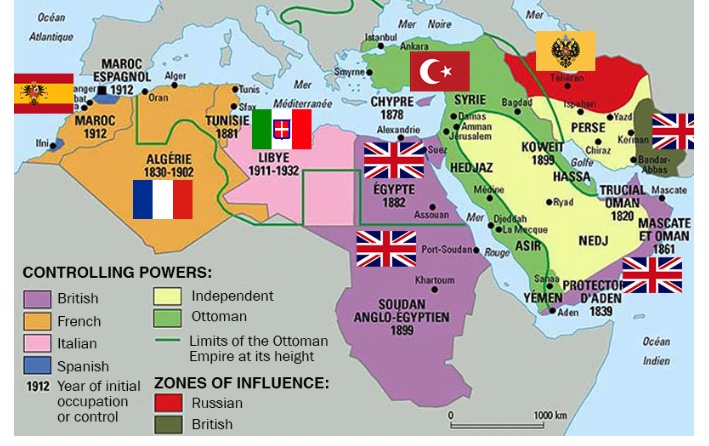 Océan
Atlantique
Mer
Noire
Mer
Istanbul
Ankara
Smyrne
MAROC
ESPAGNOL
1912
Alger
Oran
Tunis
Sfax
Mer
Méditerranée
CHYPRE
1878
SYRIE
Bagdad
Téhéran
Ispahan
Yazd
PERSE
Kerman
Chiraz
Bandar-
Abbas
MAROC
1912
Ifni
TUNISIE
1881
Alexandrie
Damas
Amman
Jérusalem
Suez
KOWEIT
1899
Golfe
HASSA
ALGÉRIE
1830-1902
LIBYE
1911-1932
ÉGYPTE
1882
Assouan
HEDJAZ
Médine
Ryad
TRUCIAL
OMAN
1820
Mascate
MASCATE
ET OMAN
1861
Mer
Rouge
Djeddah
La Mecque
ASIR
NEDJ
Port-Soudan
Khartoum
SOUDAN
ANGLO-ÉGYPTIEN
1899
Sanaa
YÉMEN
Aden
PROTECTOR
D'ADEN
1839
Océan
Indien
CONTROLLING POWERS:
British
French
Italian
Spanish
1912 Year of initial
occupation
or control
Independent
Ottoman
Limits of the Ottoman
Empire at its height
ZONES OF INFLUENCE:
Russian
British
0
1000 km